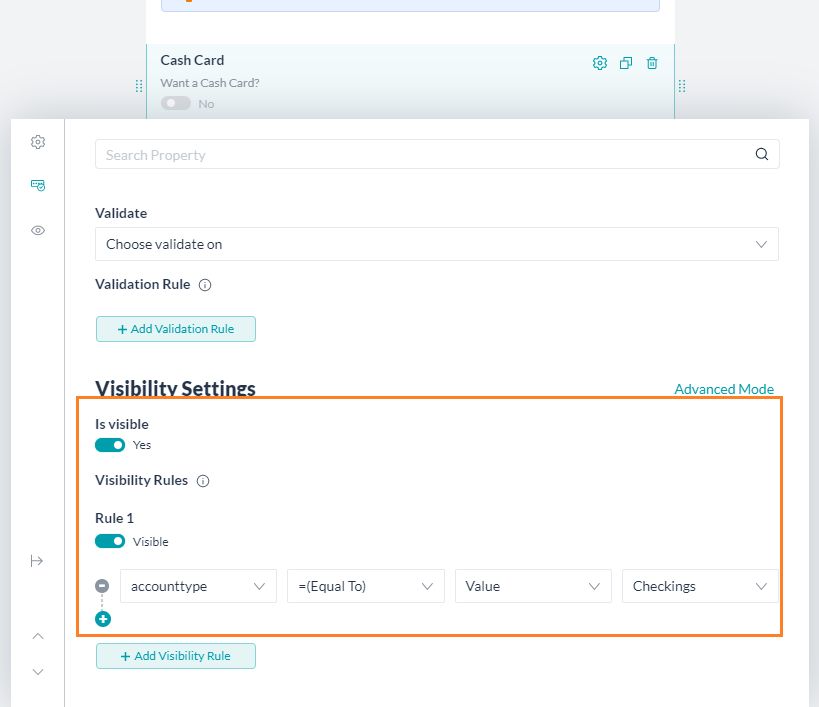 Cash Card
Want a Cash Card?
No
Search Property
Validate
Choose validate on
Validation Rule
+ Add Validation Rule
Visibility Settings
Advanced Mode
Is visible
Yes
Visibility Rules
Rule 1
Visible
accounttype =(Equal To) Value Checkings
+ Add Visibility Rule